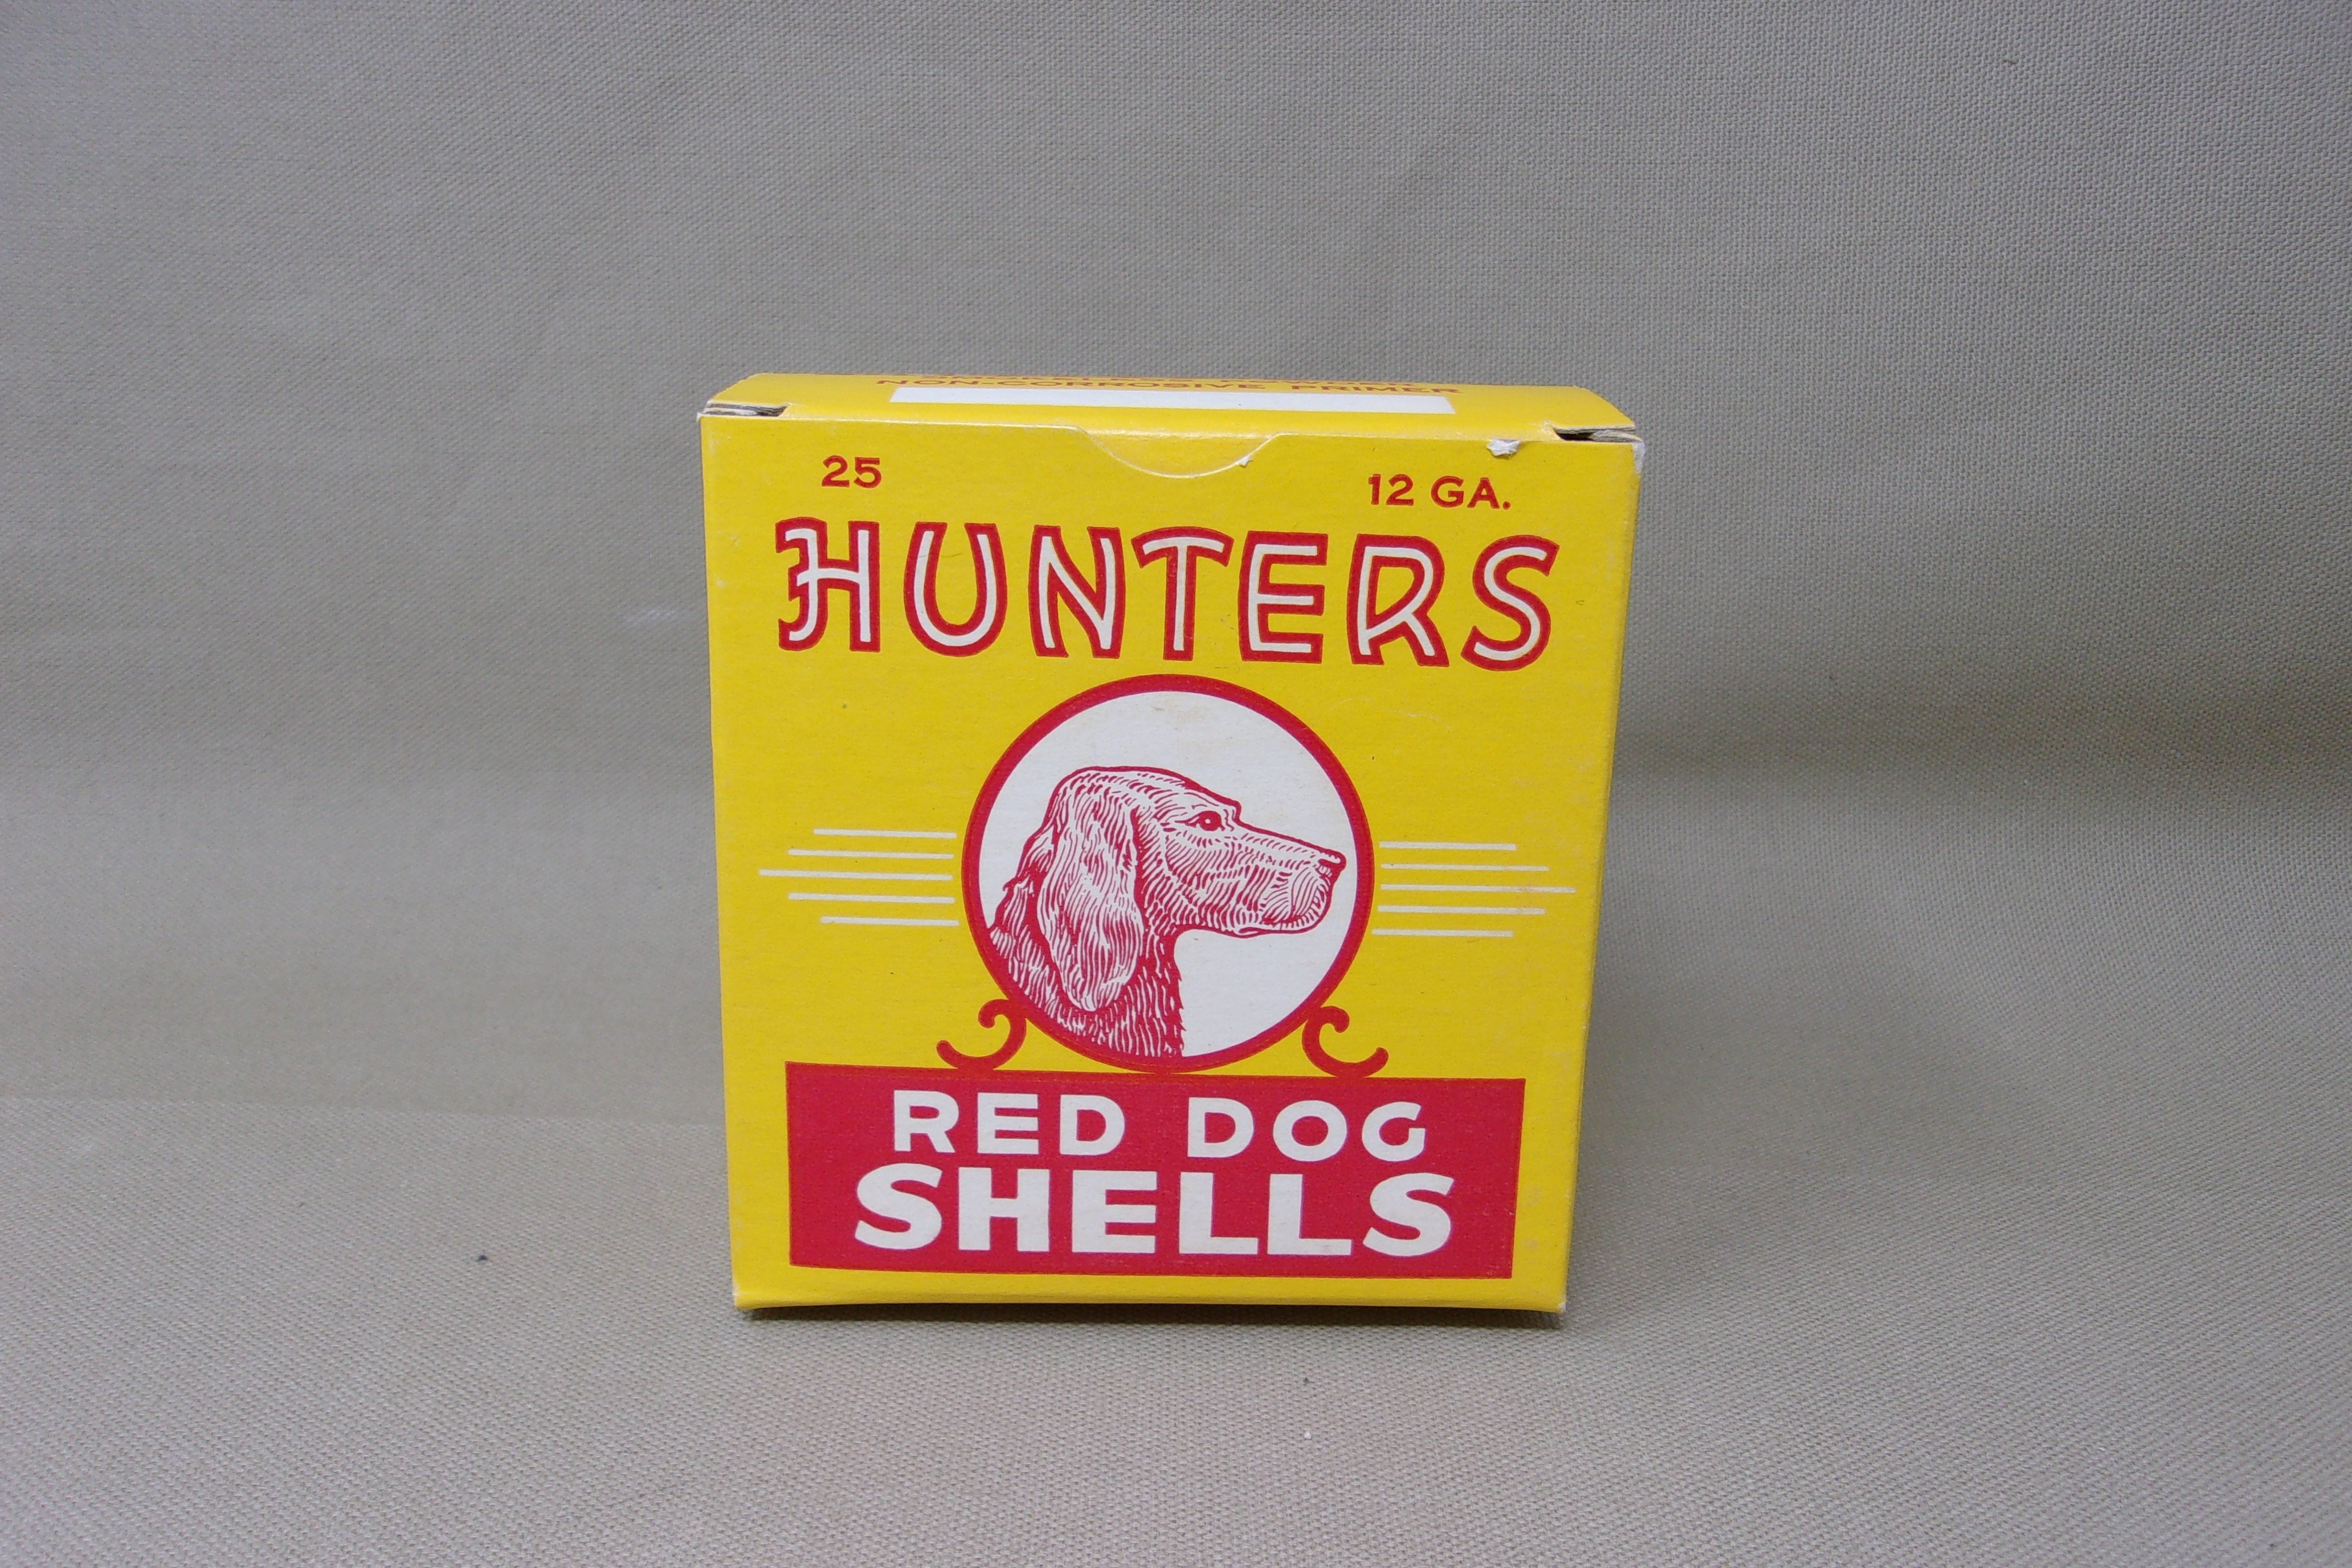 NON-CORROSIVE PRIMER
25
12 GA.
HUNTERS
RED DOG
SHELLS